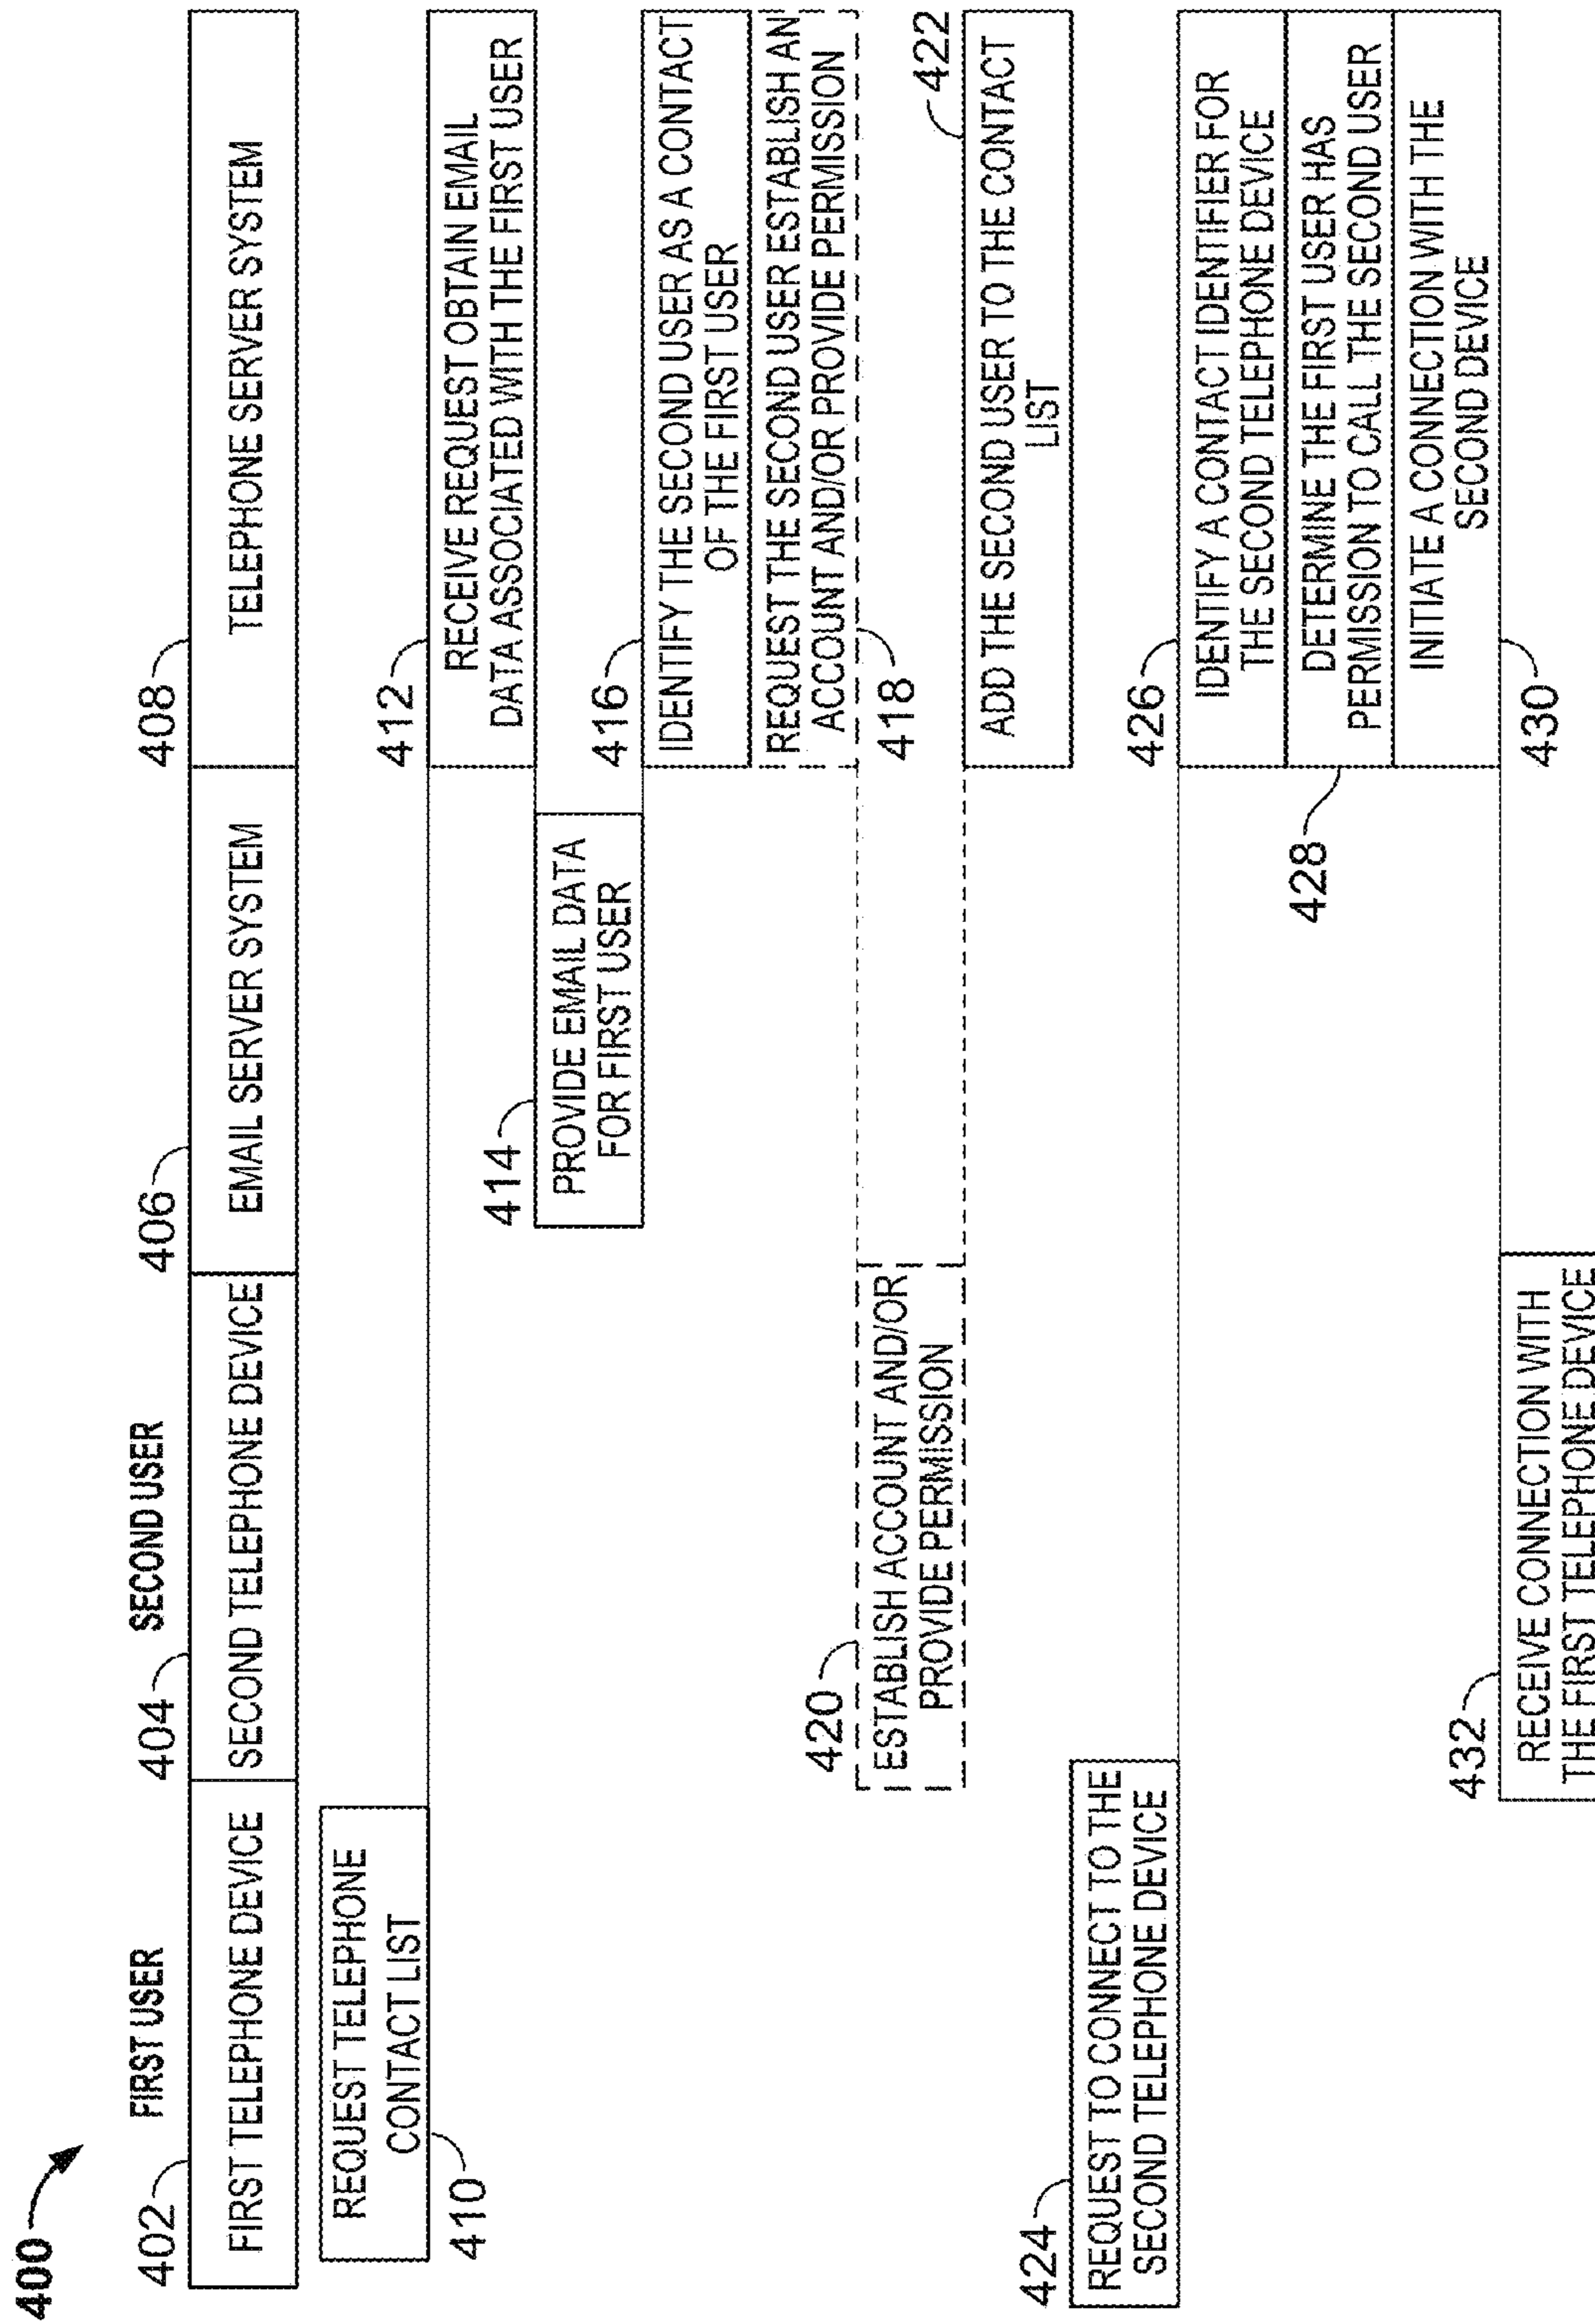 400
FIRST USER
SECOND USER
402
404
406
408
FIRST TELEPHONE DEVICE
SECOND TELEPHONE DEVICE
EMAIL SERVER SYSTEM
TELEPHONE SERVER SYSTEM
REQUEST TELEPHONE
CONTACT LIST
410
412
RECEIVE REQUEST OBTAIN EMAIL
DATA ASSOCIATED WITH THE FIRST USER
414
PROVIDE EMAIL DATA
FOR FIRST USER
416
IDENTIFY THE SECOND USER AS A CONTACT
OF THE FIRST USER
REQUEST THE SECOND USER ESTABLISH AN
ACCOUNT AND/OR PROVIDE PERMISSION
418
420
ESTABLISH ACCOUNT AND/OR
PROVIDE PERMISSION
422
ADD THE SECOND USER TO THE CONTACT
LIST
424
REQUEST TO CONNECT TO THE
SECOND TELEPHONE DEVICE
426
IDENTIFY A CONTACT IDENTIFIER FOR
THE SECOND TELEPHONE DEVICE
428
DETERMINE THE FIRST USER HAS
PERMISSION TO CALL THE SECOND USER
INITIATE A CONNECTION WITH THE
SECOND DEVICE
430
432
RECEIVE CONNECTION WITH
THE FIRST TELEPHONE DEVICE